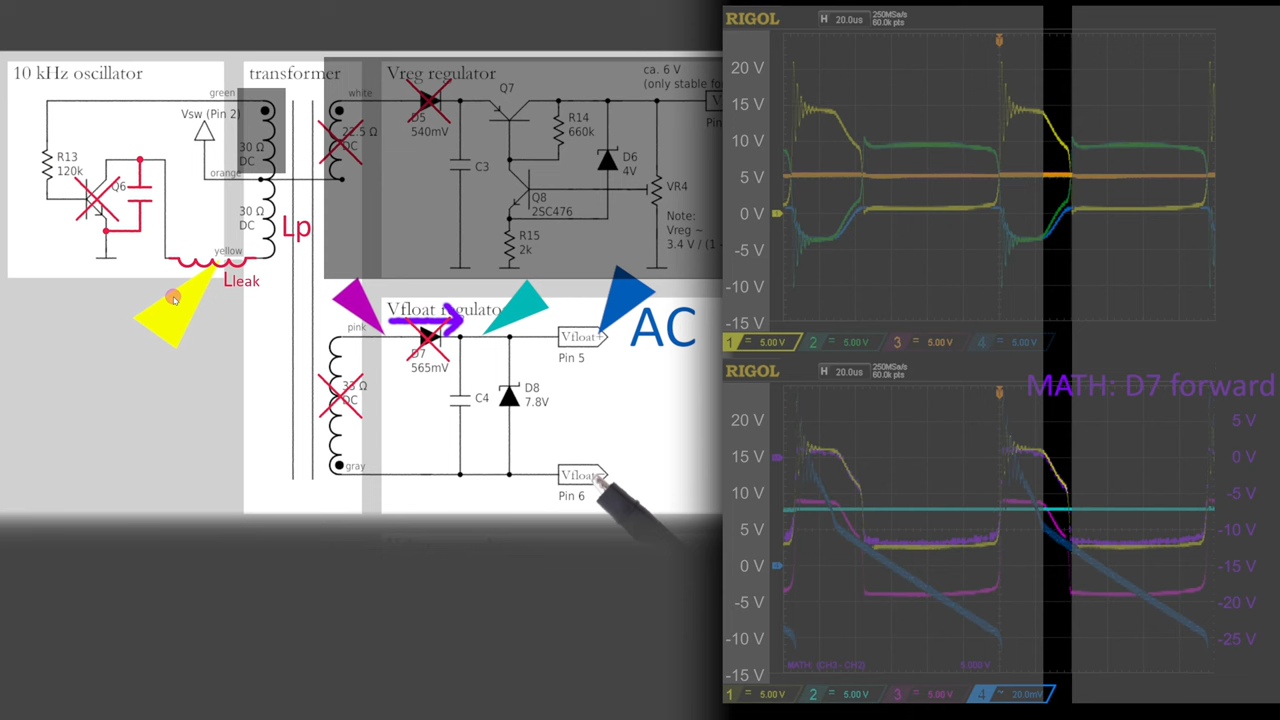 10 kHz oscillator
green
Vsw (Pin 2)
R13
120k
Q6
30 Ω
DC
orange
30 Ω
DC
Lp
yellow
Lleak
transformer
white
22.5 Ω
DC
pink
33 Ω
DC
gray
Vreg regulator
D5
540mV
C3
Q7
Q8
2SC476
R14
660k
R15
2k
D6
4V
ca. 6 V
(only stable fo
VR4
V
Pin
Note:
Vreg ~
3.4 V / (1 -
Vfloat regulato
D7
565mV
C4
D8
7.8V
Vfloat+
Pin 5
AC
Vfloat-
Pin 6
RIGOL
H 20.0us
250MSa/s
60.0k pts
T
20 V
15 V
10 V
5 V
0 V
-5 V
-10 V
-15 V
1 = 5.00 V
2 = 5.00 V
3 = 5.00 V
4 = 5.00 V
RIGOL
H 20.0us
250MSa/s
60.0k pts
MATH: D7 forward
20 V
15 V
10 V
5 V
0 V
-5 V
-10 V
-15 V
5 V
0 V
-5 V
-10 V
-15 V
-20 V
-25 V
MATH: (CH3 - CH2)
5.000 V
1 = 5.00 V
2 = 5.00 V
3 = 5.00 V
4 ~ 20.0mV